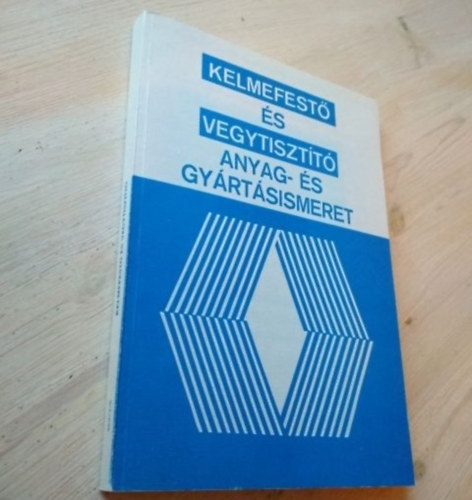 KELMEFESTŐ
ÉS
VEGYTISZTÍTÓ
ANYAG- ÉS
GYÁRTÁSISMERET